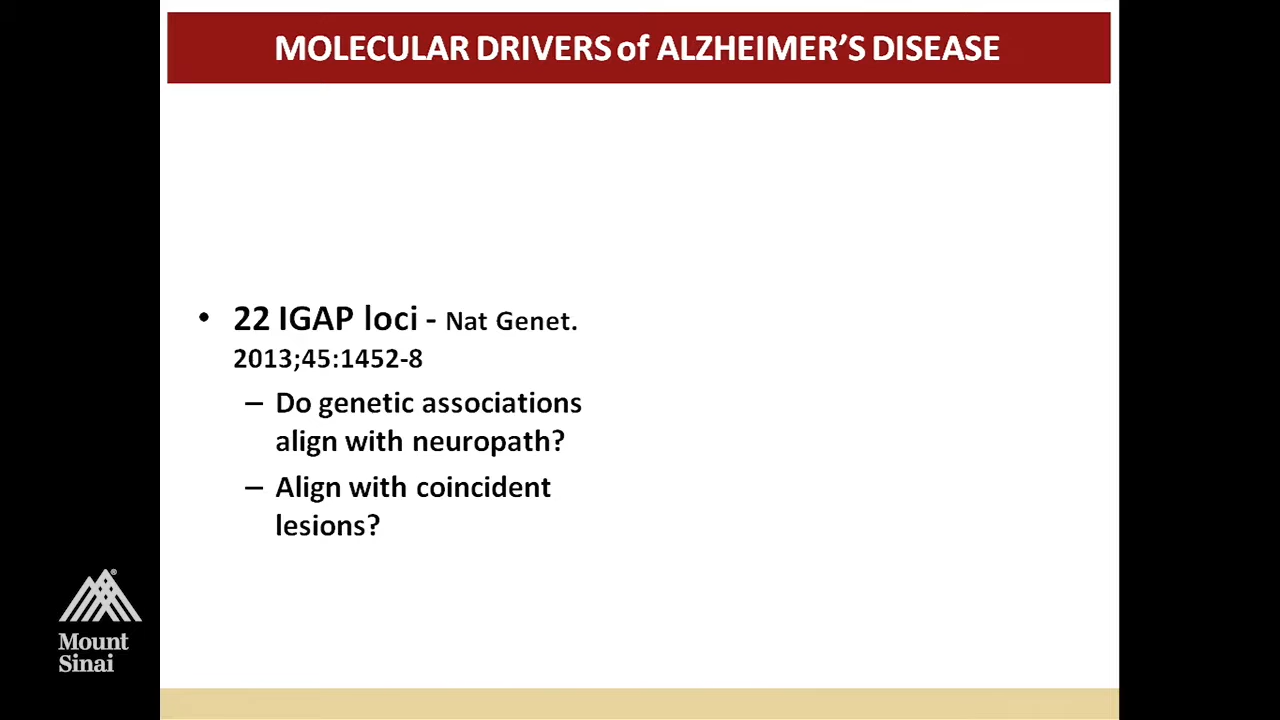 MOLECULAR DRIVERS of ALZHEIMER’S DISEASE
• 22 IGAP loci - Nat Genet.
2013;45:1452-8
– Do genetic associations
align with neuropath?
– Align with coincident
lesions?
®
Mount
Sinai